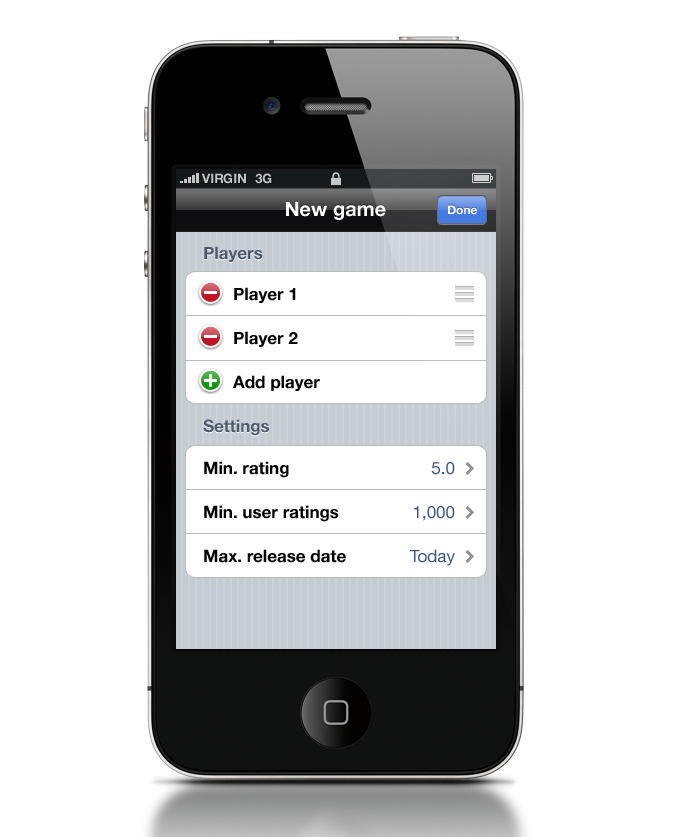 VIRGIN 3G
New game
Done
Players
Player 1
Player 2
Add player
Settings
Min. rating 5.0
Min. user ratings 1,000
Max. release date Today